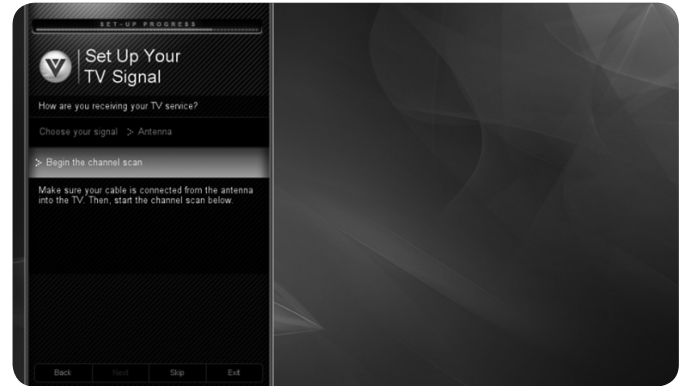 SET-UP PROGRESS
Set Up Your
TV Signal
How are you receiving your TV service?
Choose your signal > Antenna
> Begin the channel scan
Make sure your cable is connected from the antenna
into the TV. Then, start the channel scan below.
Back Next Skip Exit